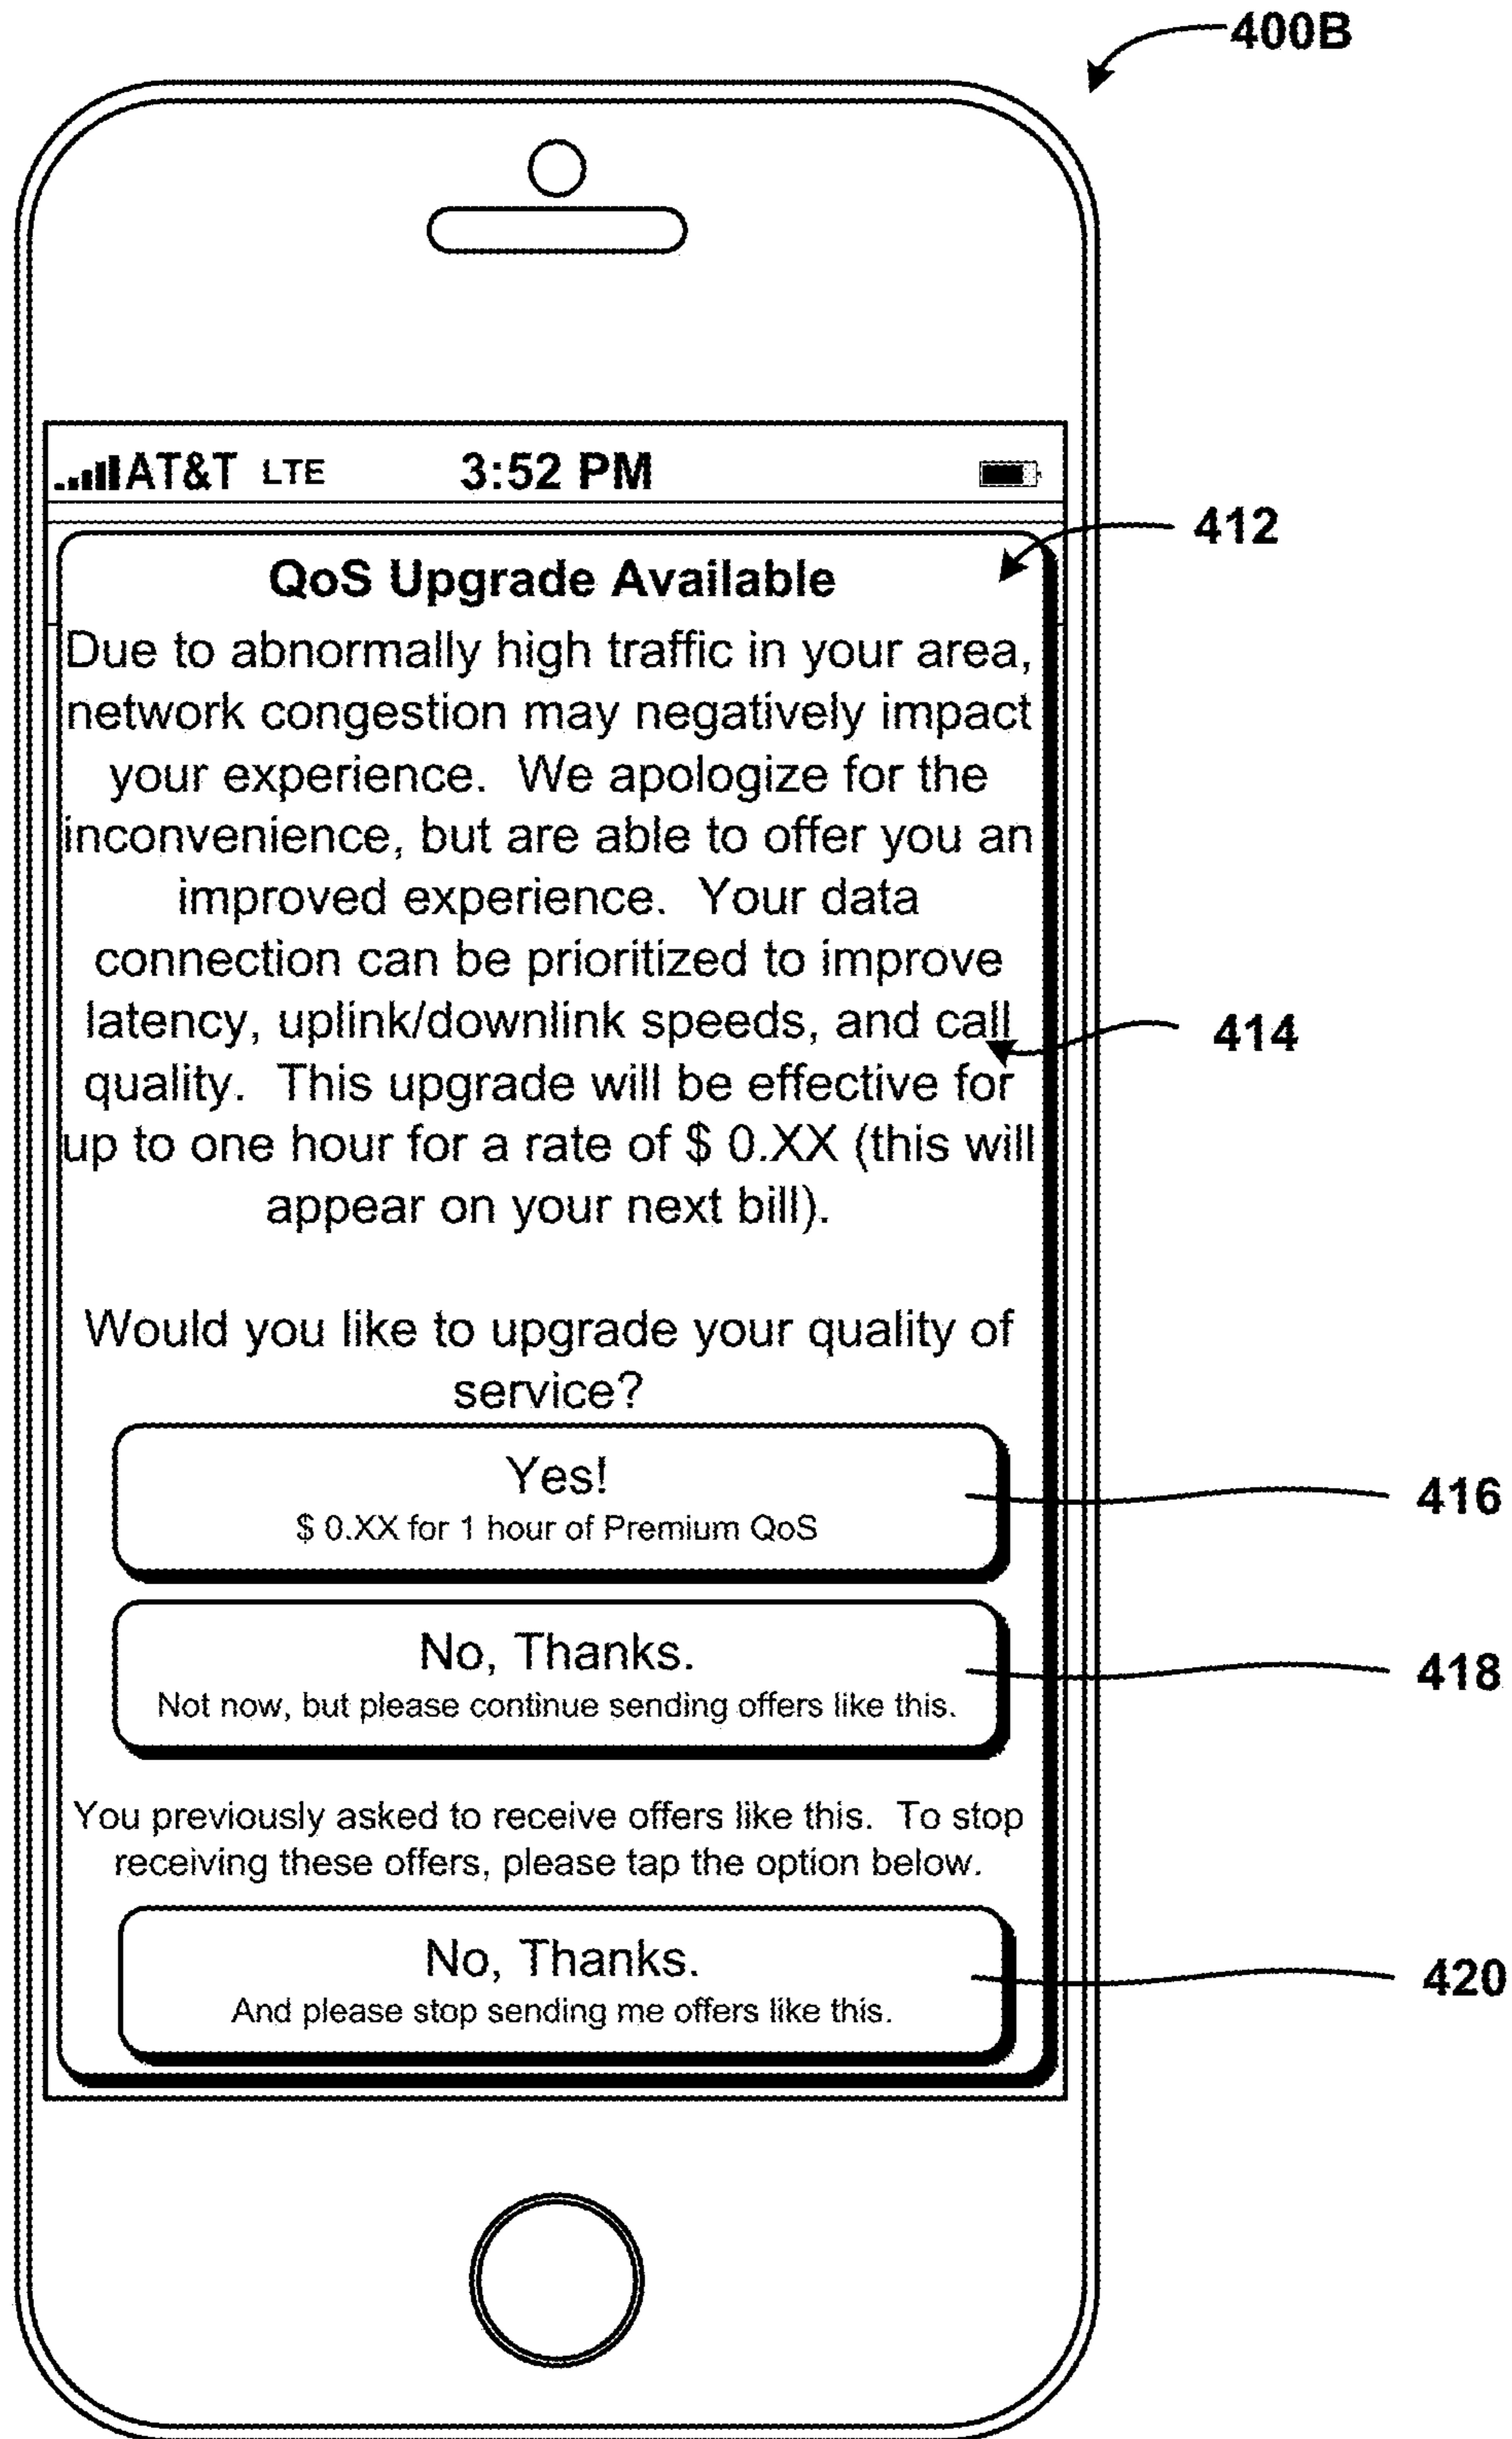 400B
AT&T LTE 3:52 PM
412
QoS Upgrade Available
Due to abnormally high traffic in your area,
network congestion may negatively impact
your experience. We apologize for the
inconvenience, but are able to offer you an
improved experience. Your data
connection can be prioritized to improve
latency, uplink/downlink speeds, and call
414
quality. This upgrade will be effective for
up to one hour for a rate of $ 0.XX (this will
appear on your next bill).
Would you like to upgrade your quality of
service?
Yes!
416
$ 0.XX for 1 hour of Premium QoS
No, Thanks.
418
Not now, but please continue sending offers like this.
You previously asked to receive offers like this. To stop
receiving these offers, please tap the option below.
No, Thanks.
420
And please stop sending me offers like this.